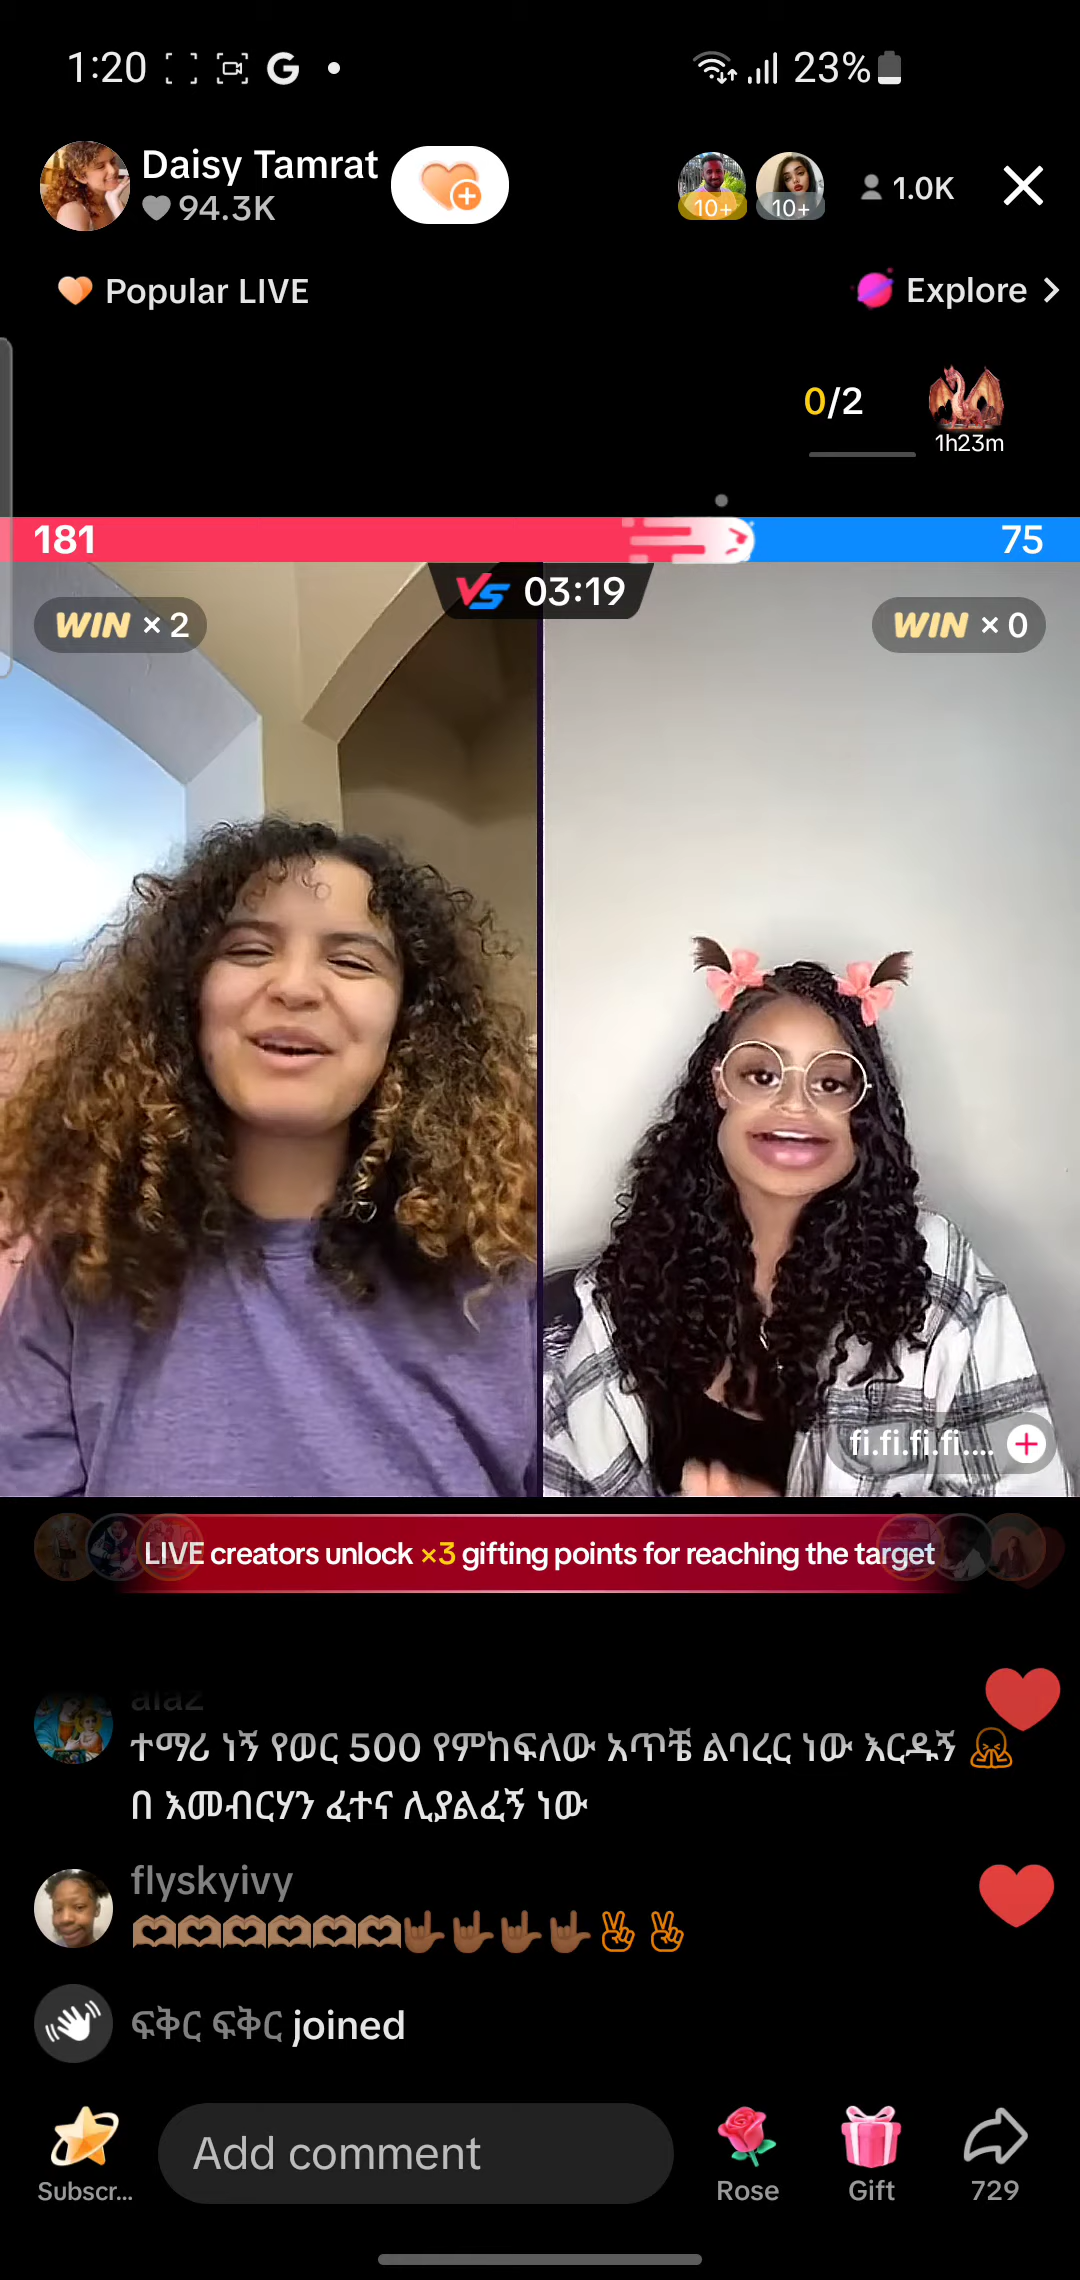 1:20 G 23%
Daisy Tamrat
94.3K
10+ 10+ 1.0K
Popular LIVE
Explore
0/2
1h23m
181 75
VS 03:19
WIN × 2 WIN × 0
fi.fi.fi.fi....
LIVE creators unlock ×3 gifting points for reaching the target
ala2
ተማሪ ነኝ የወር 500 የምከፍለው አጥቼ ልባረር ነው እርዱኝ 🙏
በ እመብርሃን ፈተና ሊያልፈኝ ነው
flyskyivy
🫶🏽🫶🏽🫶🏽🫶🏽🫶🏽🫶🏽🤟🏾🤟🏾🤟🏾🤟🏾✌️✌️
ፍቅር ፍቅር joined
Add comment
Subscr... Rose Gift 729